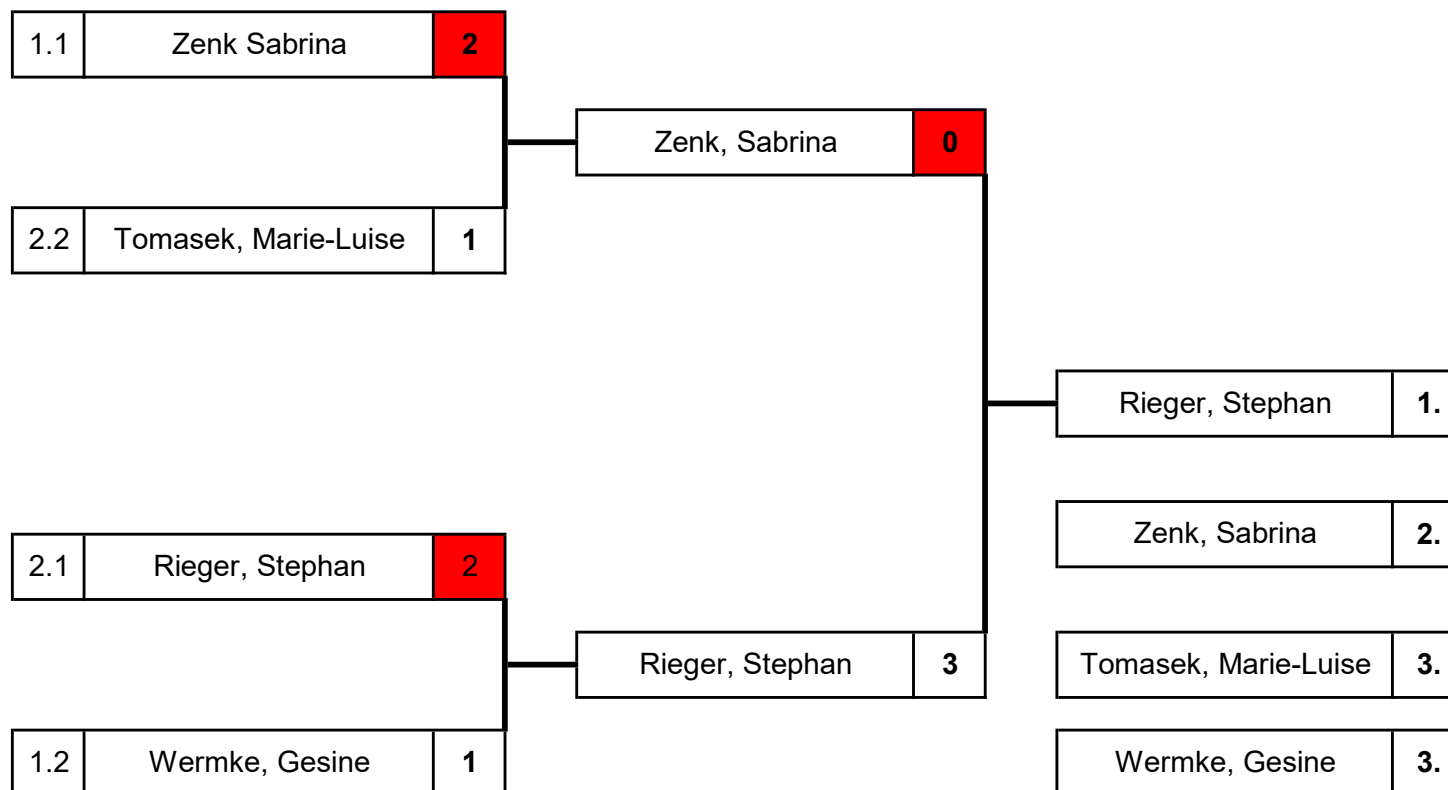 1.1 Zenk Sabrina 2
Zenk, Sabrina 0
2.2 Tomasek, Marie-Luise 1
Rieger, Stephan 1.
Zenk, Sabrina 2.
2.1 Rieger, Stephan 2
Rieger, Stephan 3
Tomasek, Marie-Luise 3.
1.2 Wermke, Gesine 1
Wermke, Gesine 3.